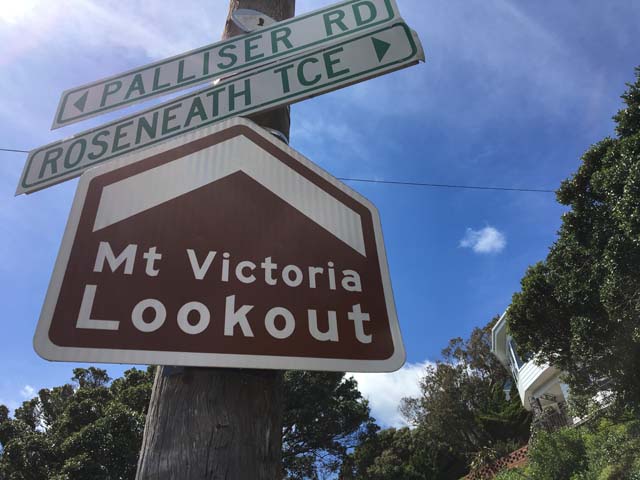 PALLISER RD
ROSENEATH TCE
Mt Victoria
Lookout